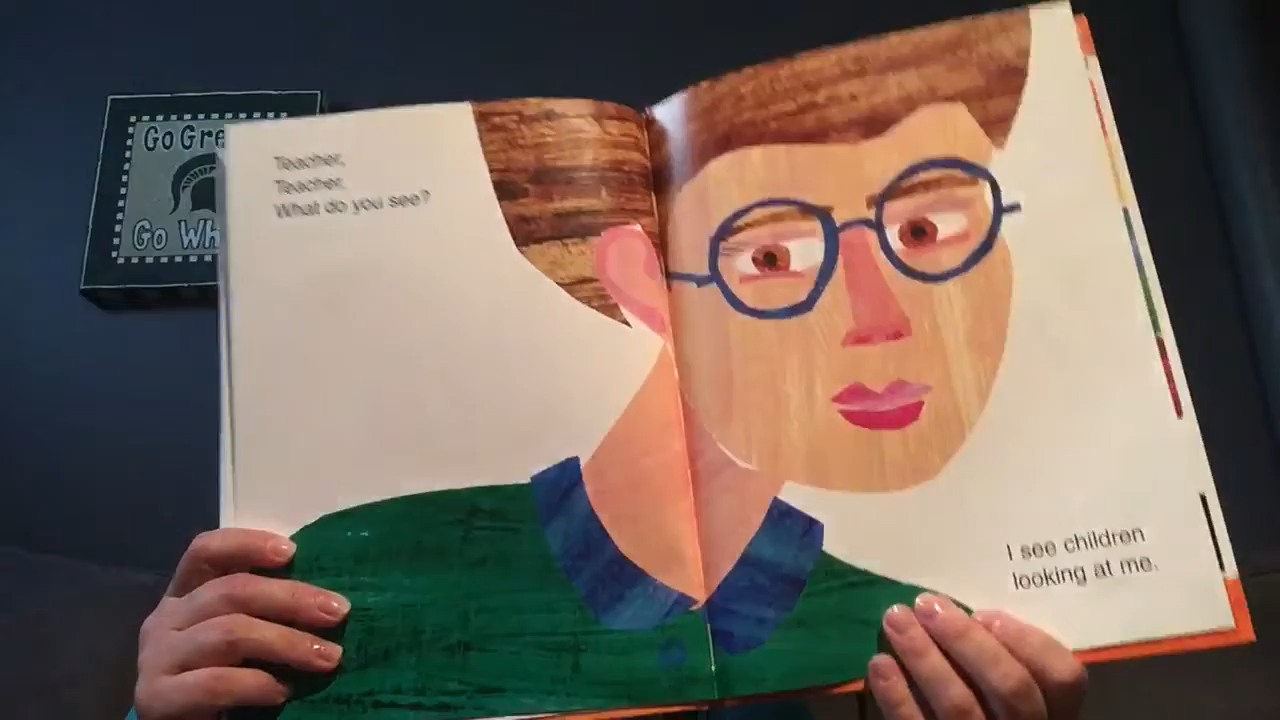 Go Gre
Go Wh
Teacher,
Teacher.
What do you see?
I see children
looking at me.